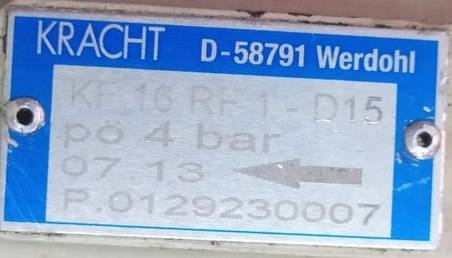 KRACHT D-58791 Werdohl
KF 16 RF 1 - D15
pö 4 bar
07.13
P.0129230007